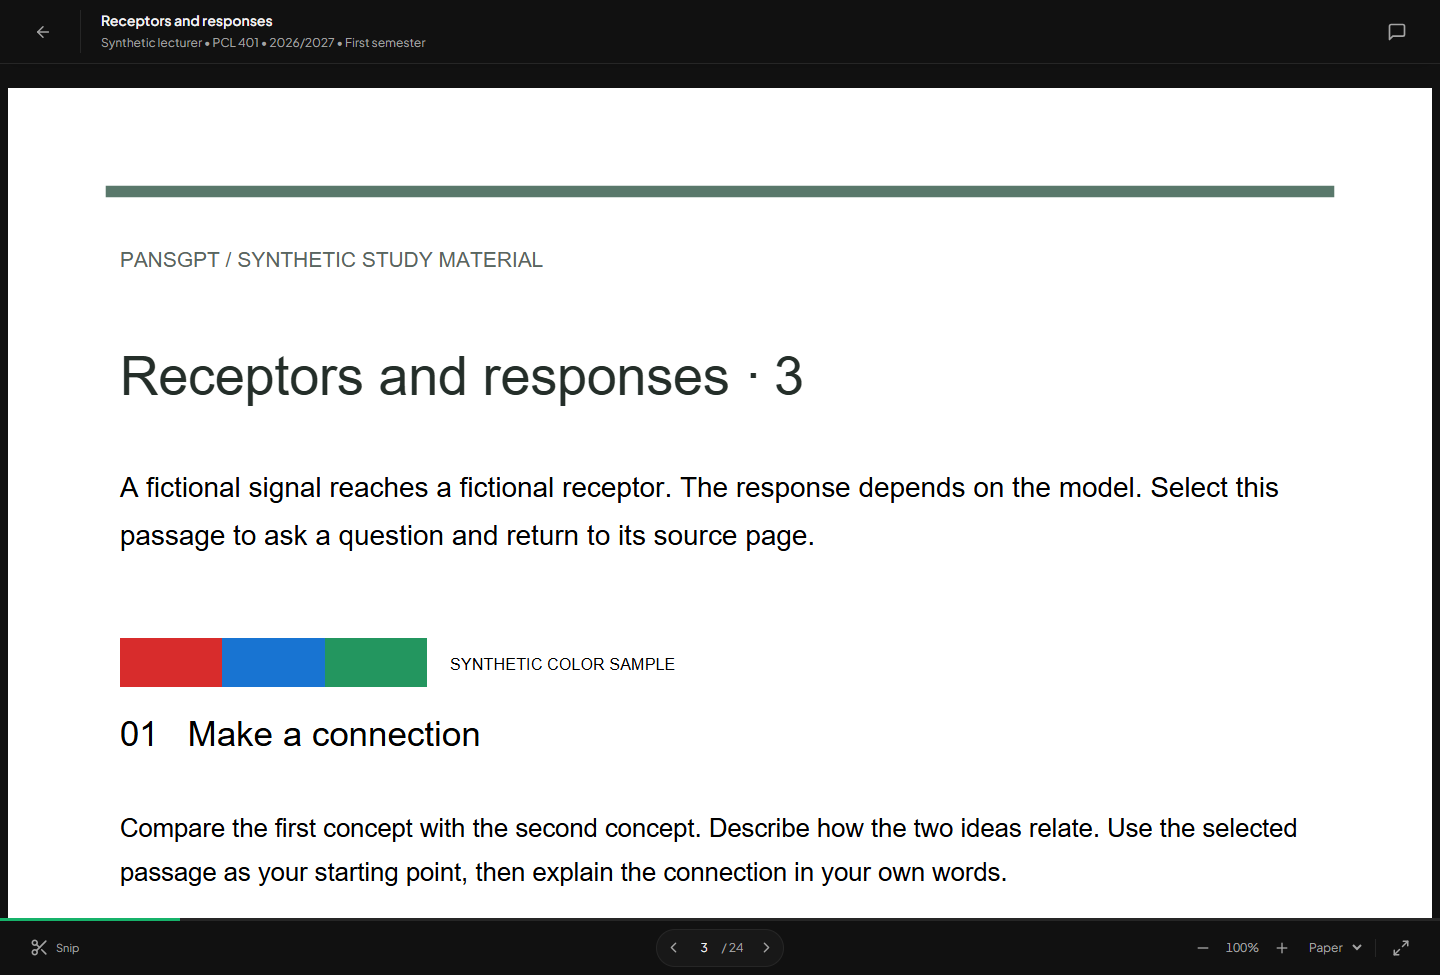 Receptors and responses
Synthetic lecturer • PCL 401 • 2026/2027 • First semester
PANSGPT / SYNTHETIC STUDY MATERIAL
Receptors and responses · 3
A fictional signal reaches a fictional receptor. The response depends on the model. Select this
passage to ask a question and return to its source page.
SYNTHETIC COLOR SAMPLE
01 Make a connection
Compare the first concept with the second concept. Describe how the two ideas relate. Use the selected
passage as your starting point, then explain the connection in your own words.
Snip
3 / 24
100%
Paper